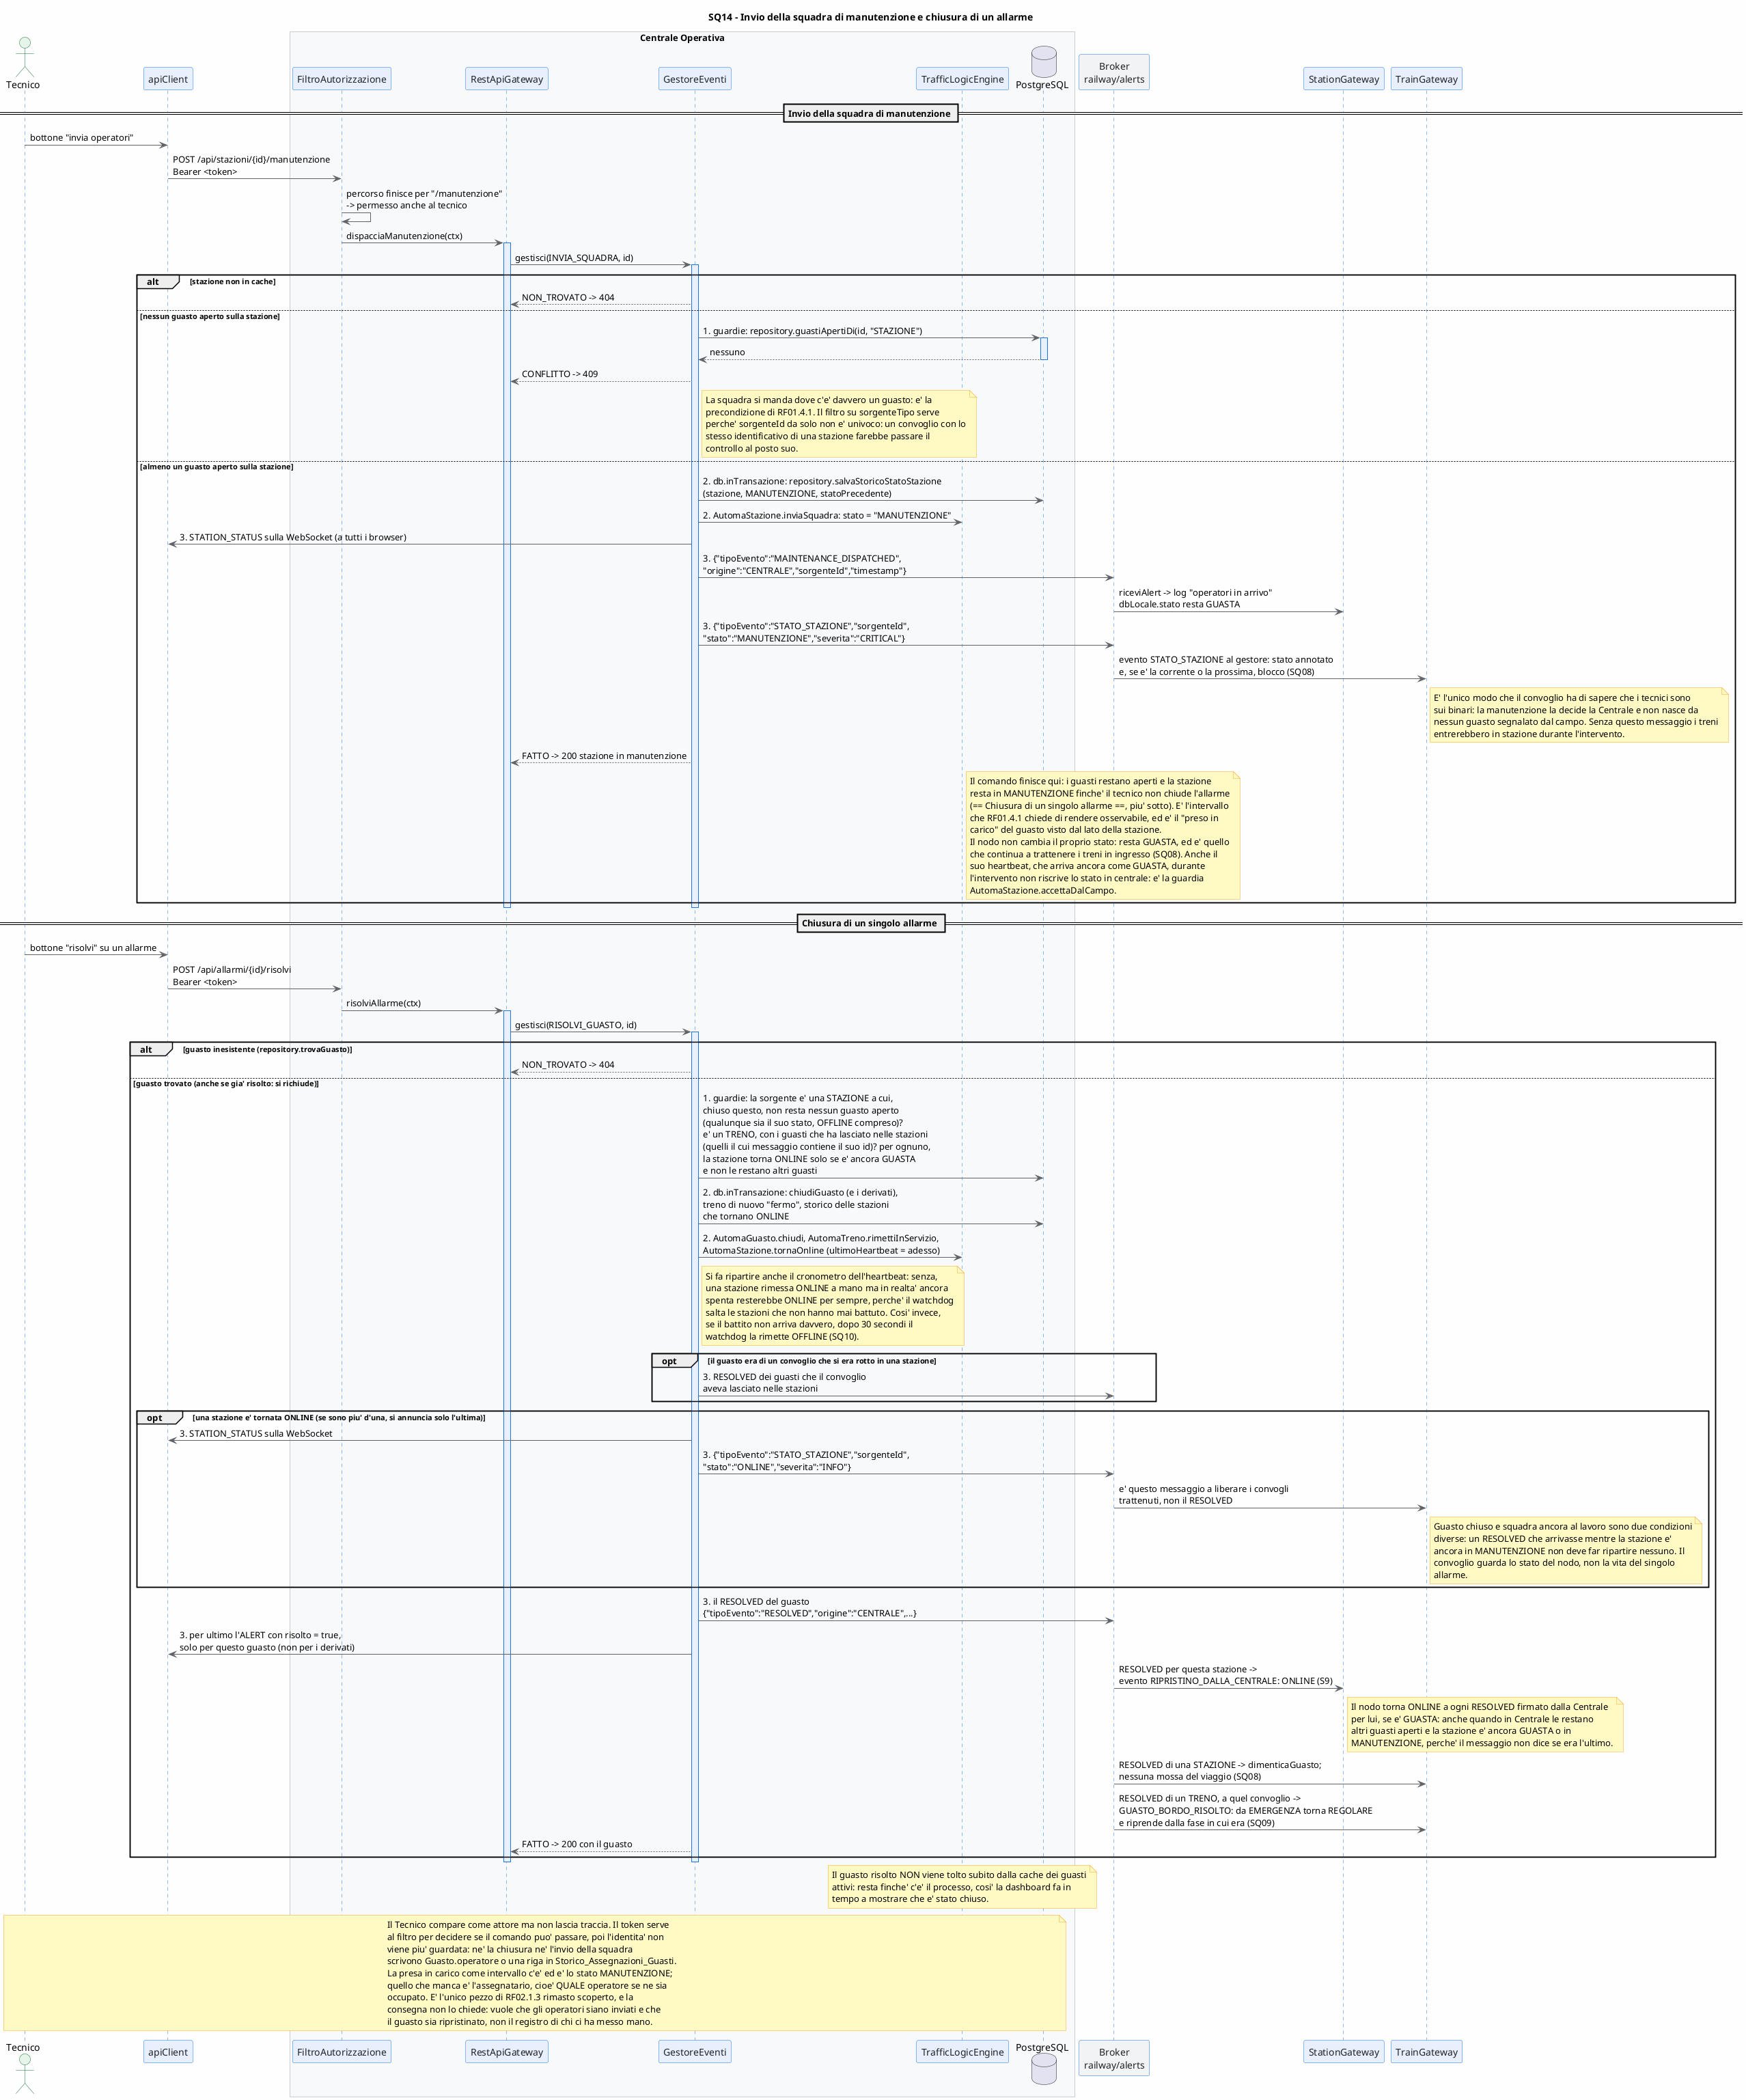 SQ14 - Invio della squadra di manutenzione e chiusura di un allarme
Centrale Operativa
Tecnico
apiClient
FiltroAutorizzazione
RestApiGateway
GestoreEventi
TrafficLogicEngine
PostgreSQL
Broker
railway/alerts
StationGateway
TrainGateway
Invio della squadra di manutenzione
bottone "invia operatori"
POST /api/stazioni/{id}/manutenzione
Bearer <token>
percorso finisce per "/manutenzione"
-> permesso anche al tecnico
dispacciaManutenzione(ctx)
gestisci(INVIA_SQUADRA, id)
alt
[stazione non in cache]
NON_TROVATO -> 404
[nessun guasto aperto sulla stazione]
1. guardie: repository.guastiApertiDi(id, "STAZIONE")
nessuno
CONFLITTO -> 409
La squadra si manda dove c'e' davvero un guasto: e' la
precondizione di RF01.4.1. Il filtro su sorgenteTipo serve
perche' sorgenteId da solo non e' univoco: un convoglio con lo
stesso identificativo di una stazione farebbe passare il
controllo al posto suo.
[almeno un guasto aperto sulla stazione]
2. db.inTransazione: repository.salvaStoricoStatoStazione
(stazione, MANUTENZIONE, statoPrecedente)
2. AutomaStazione.inviaSquadra: stato = "MANUTENZIONE"
3. STATION_STATUS sulla WebSocket (a tutti i browser)
3. {"tipoEvento":"MAINTENANCE_DISPATCHED",
"origine":"CENTRALE","sorgenteId","timestamp"}
riceviAlert -> log "operatori in arrivo"
dbLocale.stato resta GUASTA
3. {"tipoEvento":"STATO_STAZIONE","sorgenteId",
"stato":"MANUTENZIONE","severita":"CRITICAL"}
evento STATO_STAZIONE al gestore: stato annotato
e, se e' la corrente o la prossima, blocco (SQ08)
E' l'unico modo che il convoglio ha di sapere che i tecnici sono
sui binari: la manutenzione la decide la Centrale e non nasce da
nessun guasto segnalato dal campo. Senza questo messaggio i treni
entrerebbero in stazione durante l'intervento.
FATTO -> 200 stazione in manutenzione
Il comando finisce qui: i guasti restano aperti e la stazione
resta in MANUTENZIONE finche' il tecnico non chiude l'allarme
(== Chiusura di un singolo allarme ==, piu' sotto). E' l'intervallo
che RF01.4.1 chiede di rendere osservabile, ed e' il "preso in
carico" del guasto visto dal lato della stazione.
Il nodo non cambia il proprio stato: resta GUASTA, ed e' quello
che continua a trattenere i treni in ingresso (SQ08). Anche il
suo heartbeat, che arriva ancora come GUASTA, durante
l'intervento non riscrive lo stato in centrale: e' la guardia
AutomaStazione.accettaDalCampo.
Chiusura di un singolo allarme
bottone "risolvi" su un allarme
POST /api/allarmi/{id}/risolvi
Bearer <token>
risolviAllarme(ctx)
gestisci(RISOLVI_GUASTO, id)
alt
[guasto inesistente (repository.trovaGuasto)]
NON_TROVATO -> 404
[guasto trovato (anche se gia' risolto: si richiude)]
1. guardie: la sorgente e' una STAZIONE a cui,
chiuso questo, non resta nessun guasto aperto
(qualunque sia il suo stato, OFFLINE compreso)?
e' un TRENO, con i guasti che ha lasciato nelle stazioni
(quelli il cui messaggio contiene il suo id)? per ognuno,
la stazione torna ONLINE solo se e' ancora GUASTA
e non le restano altri guasti
2. db.inTransazione: chiudiGuasto (e i derivati),
treno di nuovo "fermo", storico delle stazioni
che tornano ONLINE
2. AutomaGuasto.chiudi, AutomaTreno.rimettiInServizio,
AutomaStazione.tornaOnline (ultimoHeartbeat = adesso)
Si fa ripartire anche il cronometro dell'heartbeat: senza,
una stazione rimessa ONLINE a mano ma in realta' ancora
spenta resterebbe ONLINE per sempre, perche' il watchdog
salta le stazioni che non hanno mai battuto. Cosi' invece,
se il battito non arriva davvero, dopo 30 secondi il
watchdog la rimette OFFLINE (SQ10).
opt
[il guasto era di un convoglio che si era rotto in una stazione]
3. RESOLVED dei guasti che il convoglio
aveva lasciato nelle stazioni
opt
[una stazione e' tornata ONLINE (se sono piu' d'una, si annuncia solo l'ultima)]
3. STATION_STATUS sulla WebSocket
3. {"tipoEvento":"STATO_STAZIONE","sorgenteId",
"stato":"ONLINE","severita":"INFO"}
e' questo messaggio a liberare i convogli
trattenuti, non il RESOLVED
Guasto chiuso e squadra ancora al lavoro sono due condizioni
diverse: un RESOLVED che arrivasse mentre la stazione e'
ancora in MANUTENZIONE non deve far ripartire nessuno. Il
convoglio guarda lo stato del nodo, non la vita del singolo
allarme.
3. il RESOLVED del guasto
{"tipoEvento":"RESOLVED","origine":"CENTRALE",...}
3. per ultimo l'ALERT con risolto = true,
solo per questo guasto (non per i derivati)
RESOLVED per questa stazione ->
evento RIPRISTINO_DALLA_CENTRALE: ONLINE (S9)
Il nodo torna ONLINE a ogni RESOLVED firmato dalla Centrale
per lui, se e' GUASTA: anche quando in Centrale le restano
altri guasti aperti e la stazione e' ancora GUASTA o in
MANUTENZIONE, perche' il messaggio non dice se era l'ultimo.
RESOLVED di una STAZIONE -> dimenticaGuasto;
nessuna mossa del viaggio (SQ08)
RESOLVED di un TRENO, a quel convoglio ->
GUASTO_BORDO_RISOLTO: da EMERGENZA torna REGOLARE
e riprende dalla fase in cui era (SQ09)
FATTO -> 200 con il guasto
Il guasto risolto NON viene tolto subito dalla cache dei guasti
attivi: resta finche' c'e' il processo, cosi' la dashboard fa in
tempo a mostrare che e' stato chiuso.
Il Tecnico compare come attore ma non lascia traccia. Il token serve
al filtro per decidere se il comando puo' passare, poi l'identita' non
viene piu' guardata: ne' la chiusura ne' l'invio della squadra
scrivono Guasto.operatore o una riga in Storico_Assegnazioni_Guasti.
La presa in carico come intervallo c'e' ed e' lo stato MANUTENZIONE;
quello che manca e' l'assegnatario, cioe' QUALE operatore se ne sia
occupato. E' l'unico pezzo di RF02.1.3 rimasto scoperto, e la
consegna non lo chiede: vuole che gli operatori siano inviati e che
il guasto sia ripristinato, non il registro di chi ci ha messo mano.
Tecnico
apiClient
FiltroAutorizzazione
RestApiGateway
GestoreEventi
TrafficLogicEngine
PostgreSQL
Broker
railway/alerts
StationGateway
TrainGateway